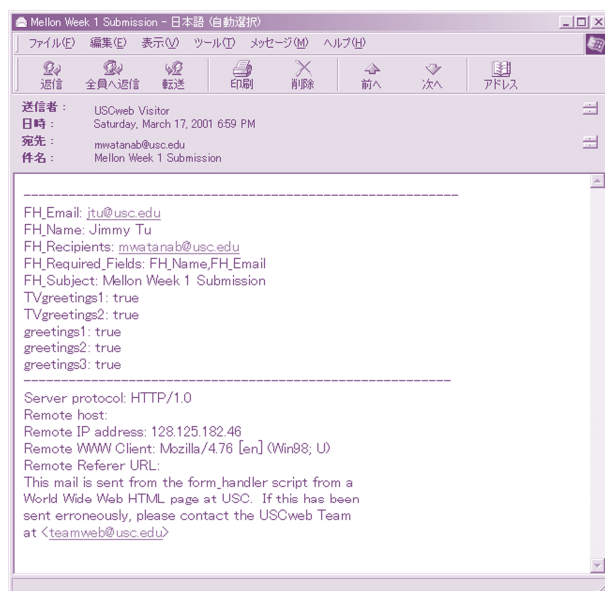 Mellon Week 1 Submission - 日本語 (自動選択)
ファイル(F) 編集(E) 表示(V) ツール(T) メッセージ(M) ヘルプ(H)
返信 全員へ返信 転送 印刷 削除 前へ 次へ アドレス
送信者： USCweb Visitor
日時： Saturday, March 17, 2001 6:59 PM
宛先： mwatanab@usc.edu
件名： Mellon Week 1 Submission
------------------------------------------------------------
FH_Email: jtu@usc.edu
FH_Name: Jimmy Tu
FH_Recipients: mwatanab@usc.edu
FH_Required_Fields: FH_Name,FH_Email
FH_Subject: Mellon Week 1 Submission
TVgreetings1: true
TVgreetings2: true
greetings1: true
greetings2: true
greetings3: true
------------------------------------------------------------
Server protocol: HTTP/1.0
Remote host:
Remote IP address: 128.125.182.46
Remote WWW Client: Mozilla/4.76 [en] (Win98; U)
Remote Referer URL:
This mail is sent from the form_handler script from a
World Wide Web HTML page at USC. If this has been
sent erroneously, please contact the USCweb Team
at <teamweb@usc.edu>